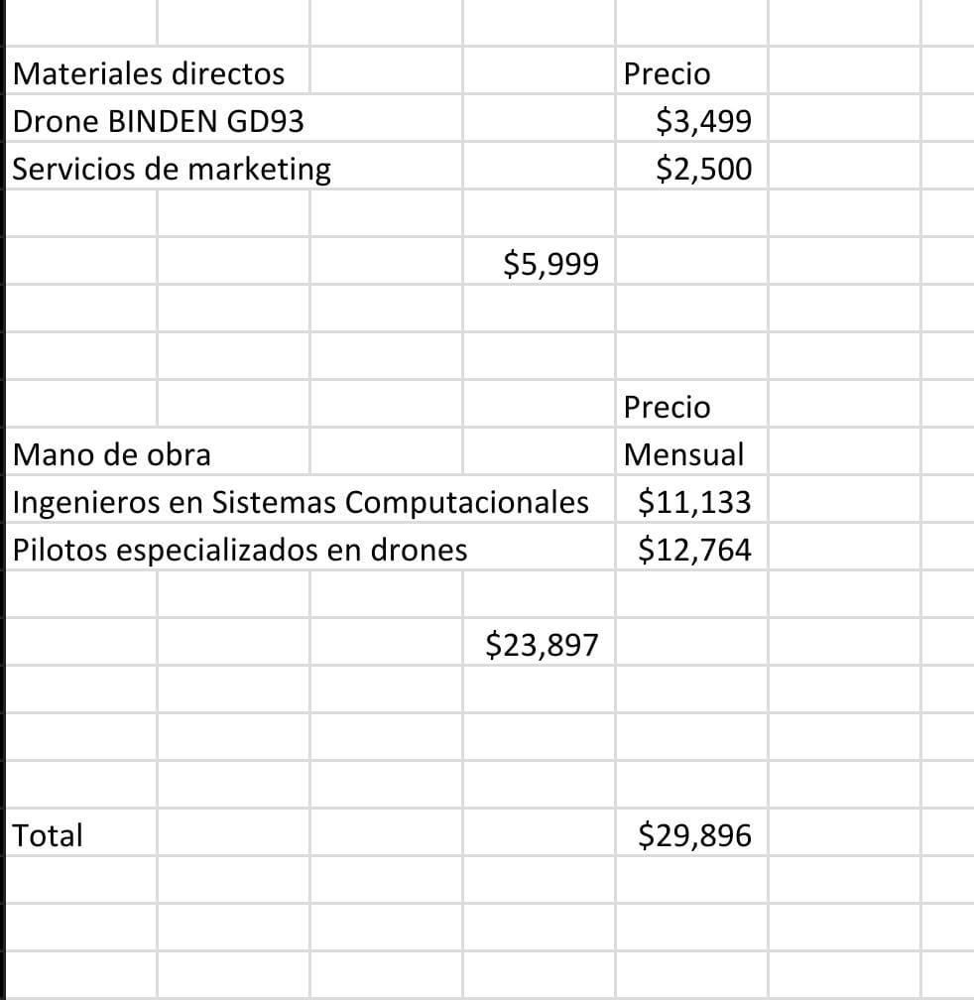 Materiales directos Precio
Drone BINDEN GD93 $3,499
Servicios de marketing $2,500
$5,999
Precio
Mano de obra Mensual
Ingenieros en Sistemas Computacionales $11,133
Pilotos especializados en drones $12,764
$23,897
Total $29,896